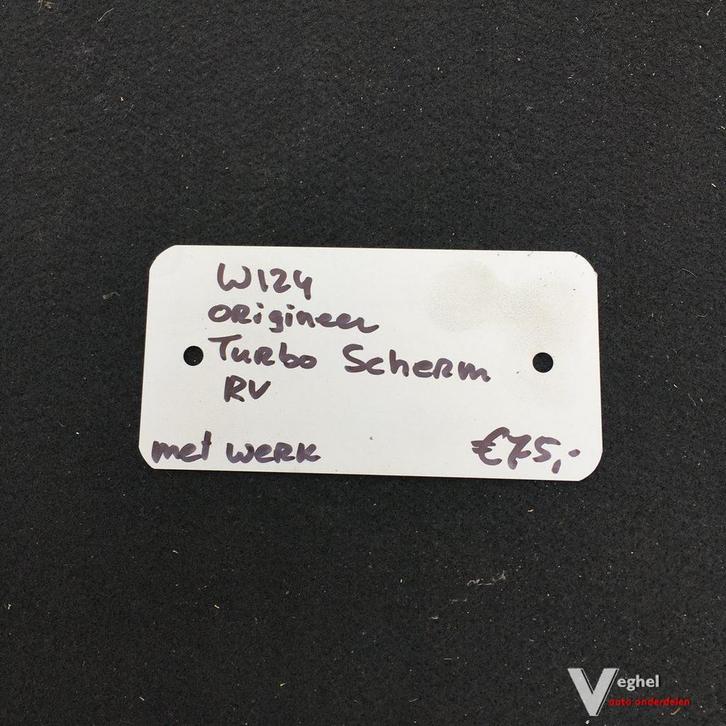 W124
ORigineel
Turbo Scherm
RV
met werk €75,-
Veghel
auto onderdelen